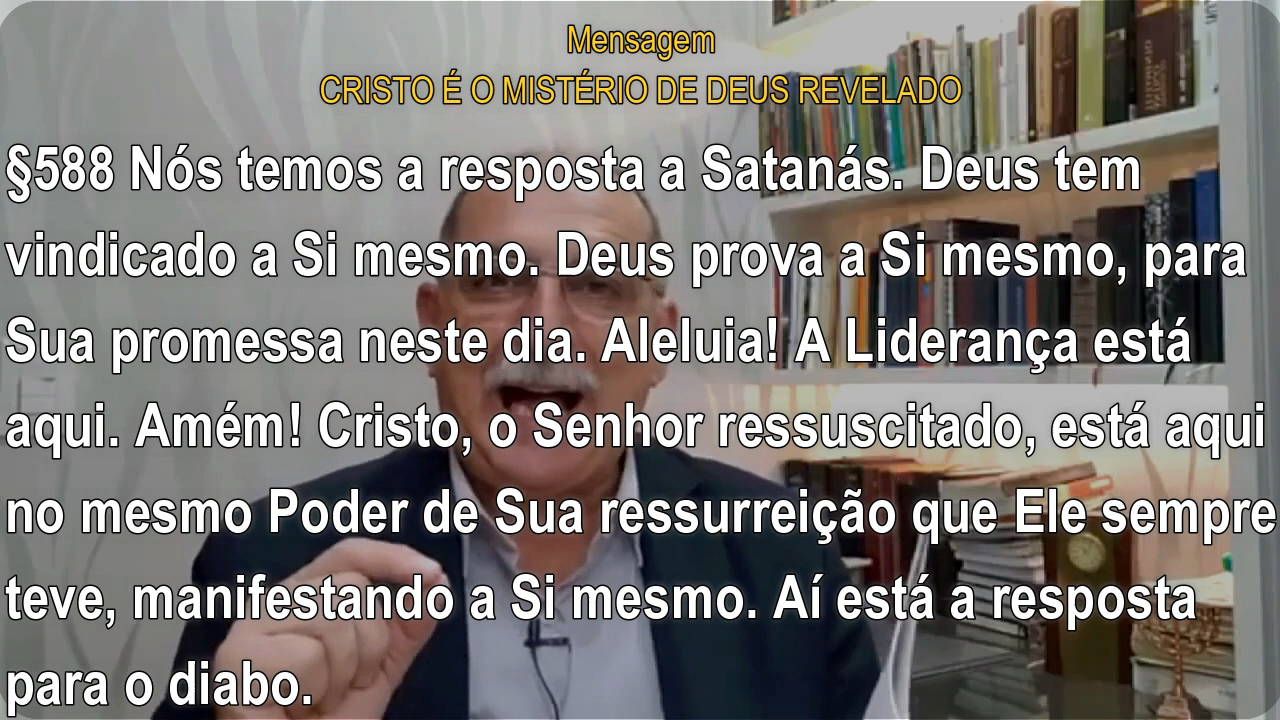 Mensagem
CRISTO É O MISTÉRIO DE DEUS REVELADO
§588 Nós temos a resposta a Satanás. Deus tem
vindicado a Si mesmo. Deus prova a Si mesmo, para
Sua promessa neste dia. Aleluia! A Liderança está
aqui. Amém! Cristo, o Senhor ressuscitado, está aqui
no mesmo Poder de Sua ressurreição que Ele sempre
teve, manifestando a Si mesmo. Aí está a resposta
para o diabo.